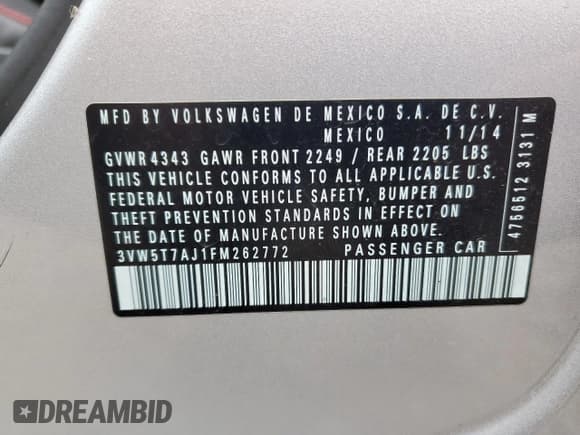 MFD BY VOLKSWAGEN DE MEXICO S.A. DE C.V.
MEXICO 11/14
GVWR 4343 GAWR FRONT 2249 / REAR 2205 LBS
THIS VEHICLE CONFORMS TO ALL APPLICABLE U.S.
FEDERAL MOTOR VEHICLE SAFETY, BUMPER AND
THEFT PREVENTION STANDARDS IN EFFECT ON
THE DATE OF MANUFACTURE SHOWN ABOVE.
3VW5T7AJ1FM262772 PASSENGER CAR
4756512 3131 M
DREAMBID